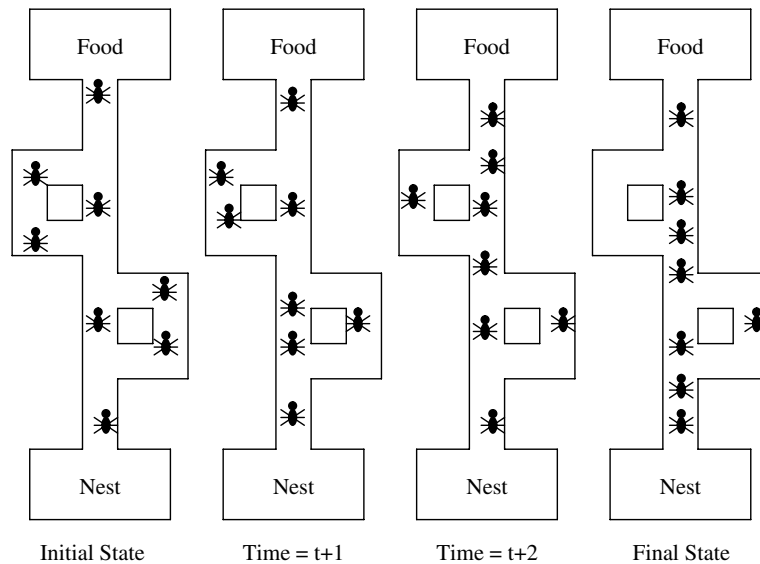 Food Food Food Food
Nest Nest Nest Nest
Initial State Time = t+1 Time = t+2 Final State